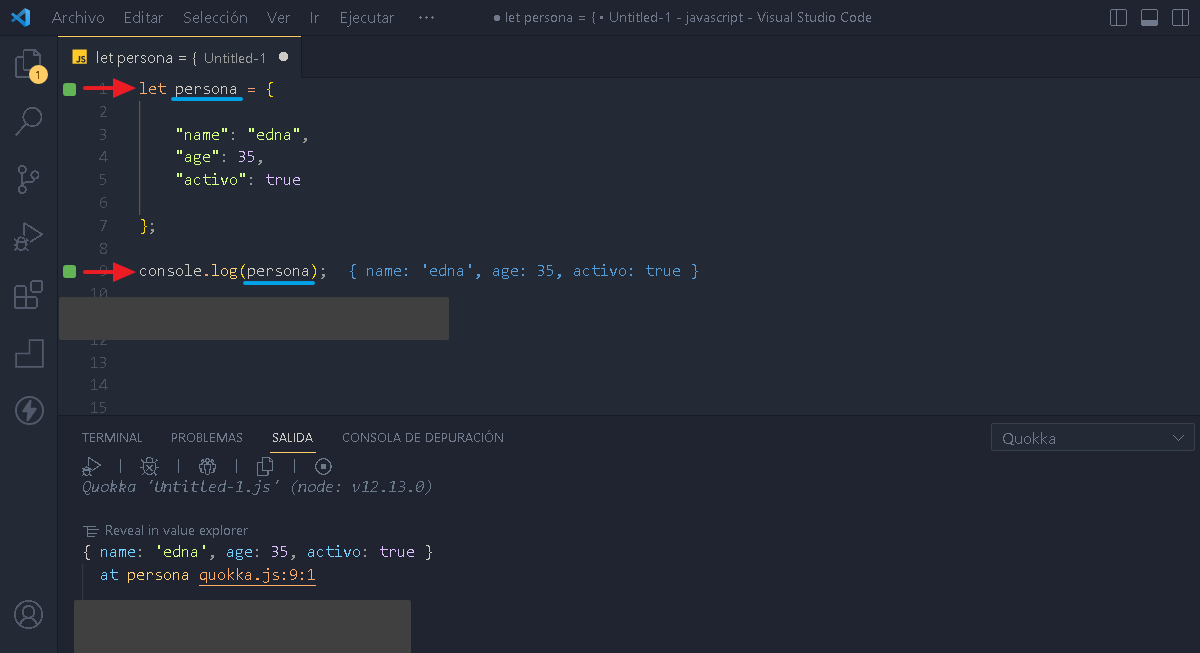 Archivo Editar Selección Ver Ir Ejecutar ··· ● let persona = { • Untitled-1 - javascript - Visual Studio Code
JS let persona = { Untitled-1 ●
1
1 let persona = {
2
3 "name": "edna",
4 "age": 35,
5 "activo": true
6
7 };
8
9 console.log(persona); { name: 'edna', age: 35, activo: true }
10
12
13
14
15
TERMINAL PROBLEMAS SALIDA CONSOLA DE DEPURACIÓN
Quokka
Quokka 'Untitled-1.js' (node: v12.13.0)
Reveal in value explorer
{ name: 'edna', age: 35, activo: true }
at persona quokka.js:9:1